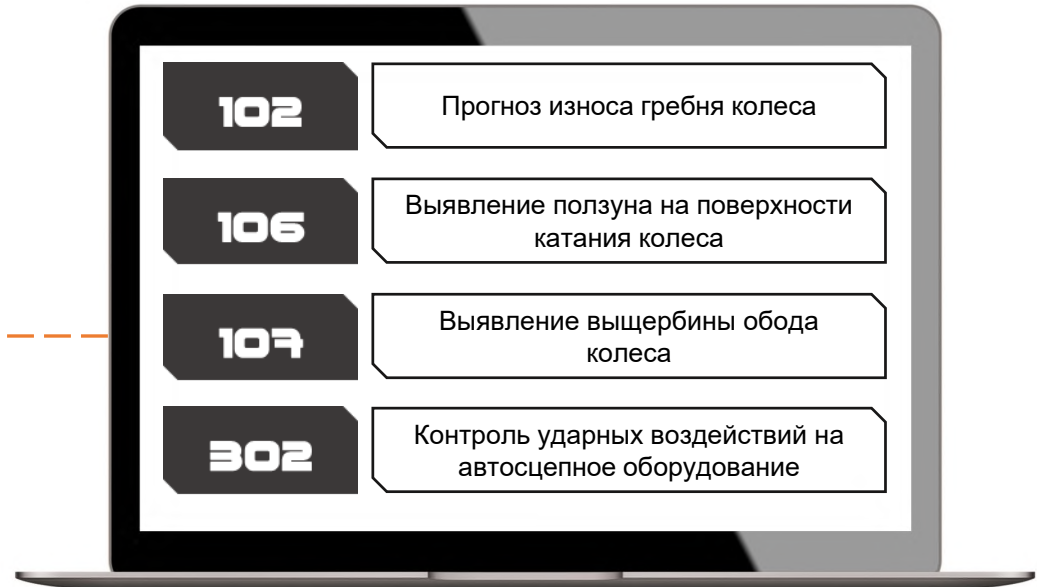 102
Прогноз износа гребня колеса
106
Выявление ползуна на поверхности
катания колеса
107
Выявление выщербины обода
колеса
302
Контроль ударных воздействий на
автосцепное оборудование